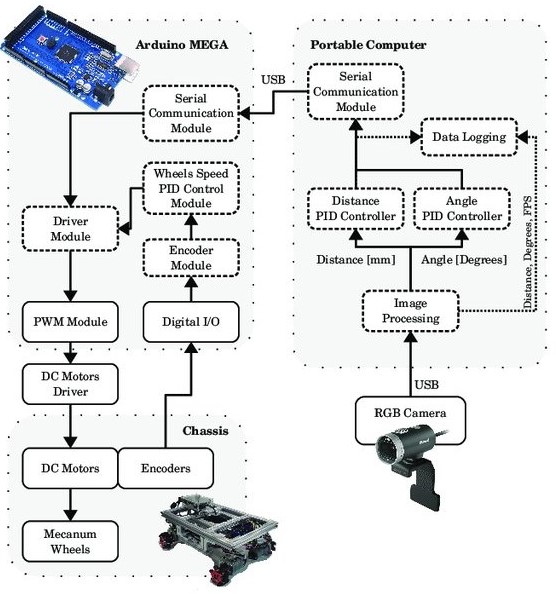 Arduino MEGA
Serial
Communication
Module
Wheels Speed
PID Control
Module
Driver
Module
Encoder
Module
PWM Module
Digital I/O
DC Motors
Driver
Chassis
DC Motors
Encoders
Mecanum
Wheels
USB
Portable Computer
Serial
Communication
Module
Data Logging
Distance
PID Controller
Angle
PID Controller
Distance [mm]
Angle [Degrees]
Distance, Degrees, FPS
Image
Processing
USB
RGB Camera